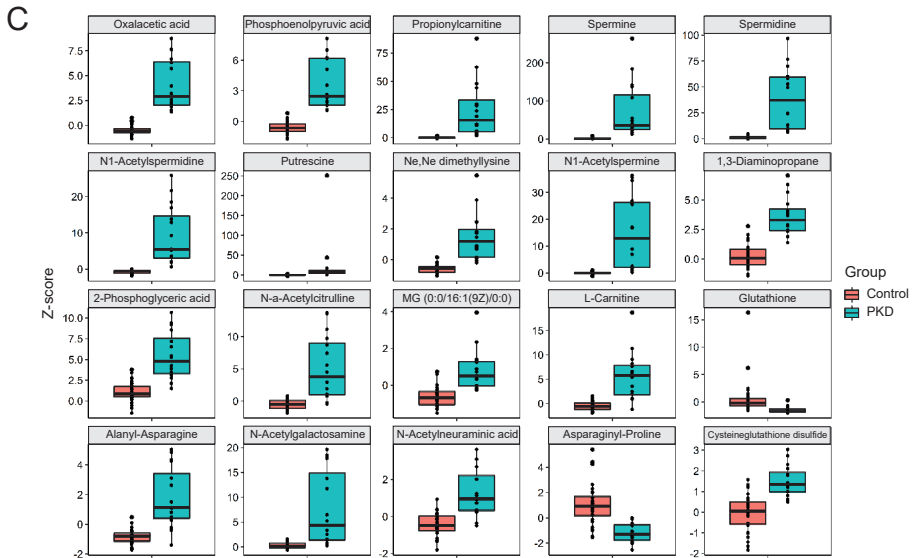 C
Oxalacetic acid Phosphoenolpyruvic acid Propionylcarnitine Spermine Spermidine
7.5 5.0 2.5 0.0
6 3 0
75 50 25 0
200 100 0
100 75 50 25 0
N1-Acetylspermidine Putrescine Ne,Ne dimethyllysine N1-Acetylspermine 1,3-Diaminopropane
20 10 0
250 200 150 100 50 0
6 4 2 0
30 20 10 0
5.0 2.5 0.0
Z-score
Group
Control
PKD
2-Phosphoglyceric acid N-a-Acetylcitrulline MG (0:0/16:1(9Z)/0:0) L-Carnitine Glutathione
10.0 7.5 5.0 2.5 0.0
10 5 0
4 2 0
15 10 5 0
15 10 5 0
Alanyl-Asparagine N-Acetylgalactosamine N-Acetylneuraminic acid Asparaginyl-Proline Cysteineglutathione disulfide
4 2 0 -2
20 15 10 5 0
4 2 0 -2
6 4 2 0 -2
3 2 1 0 -1 -2